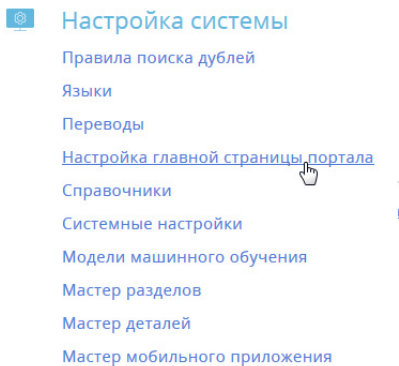 Настройка системы
Правила поиска дублей
Языки
Переводы
Настройка главной страницы портала
Справочники
Системные настройки
Модели машинного обучения
Мастер разделов
Мастер деталей
Мастер мобильного приложения